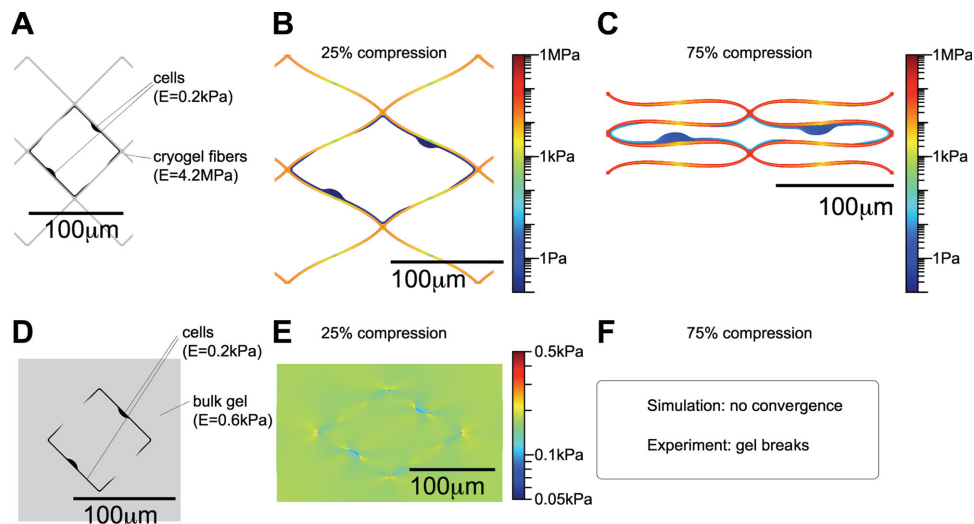 A
cells
(E=0.2kPa)
cryogel fibers
(E=4.2MPa)
100μm
B
25% compression
1MPa
1kPa
1Pa
100μm
C
75% compression
1MPa
1kPa
1Pa
100μm
D
cells
(E=0.2kPa)
bulk gel
(E=0.6kPa)
100μm
E
25% compression
0.5kPa
0.1kPa
0.05kPa
100μm
F
75% compression
Simulation: no convergence
Experiment: gel breaks